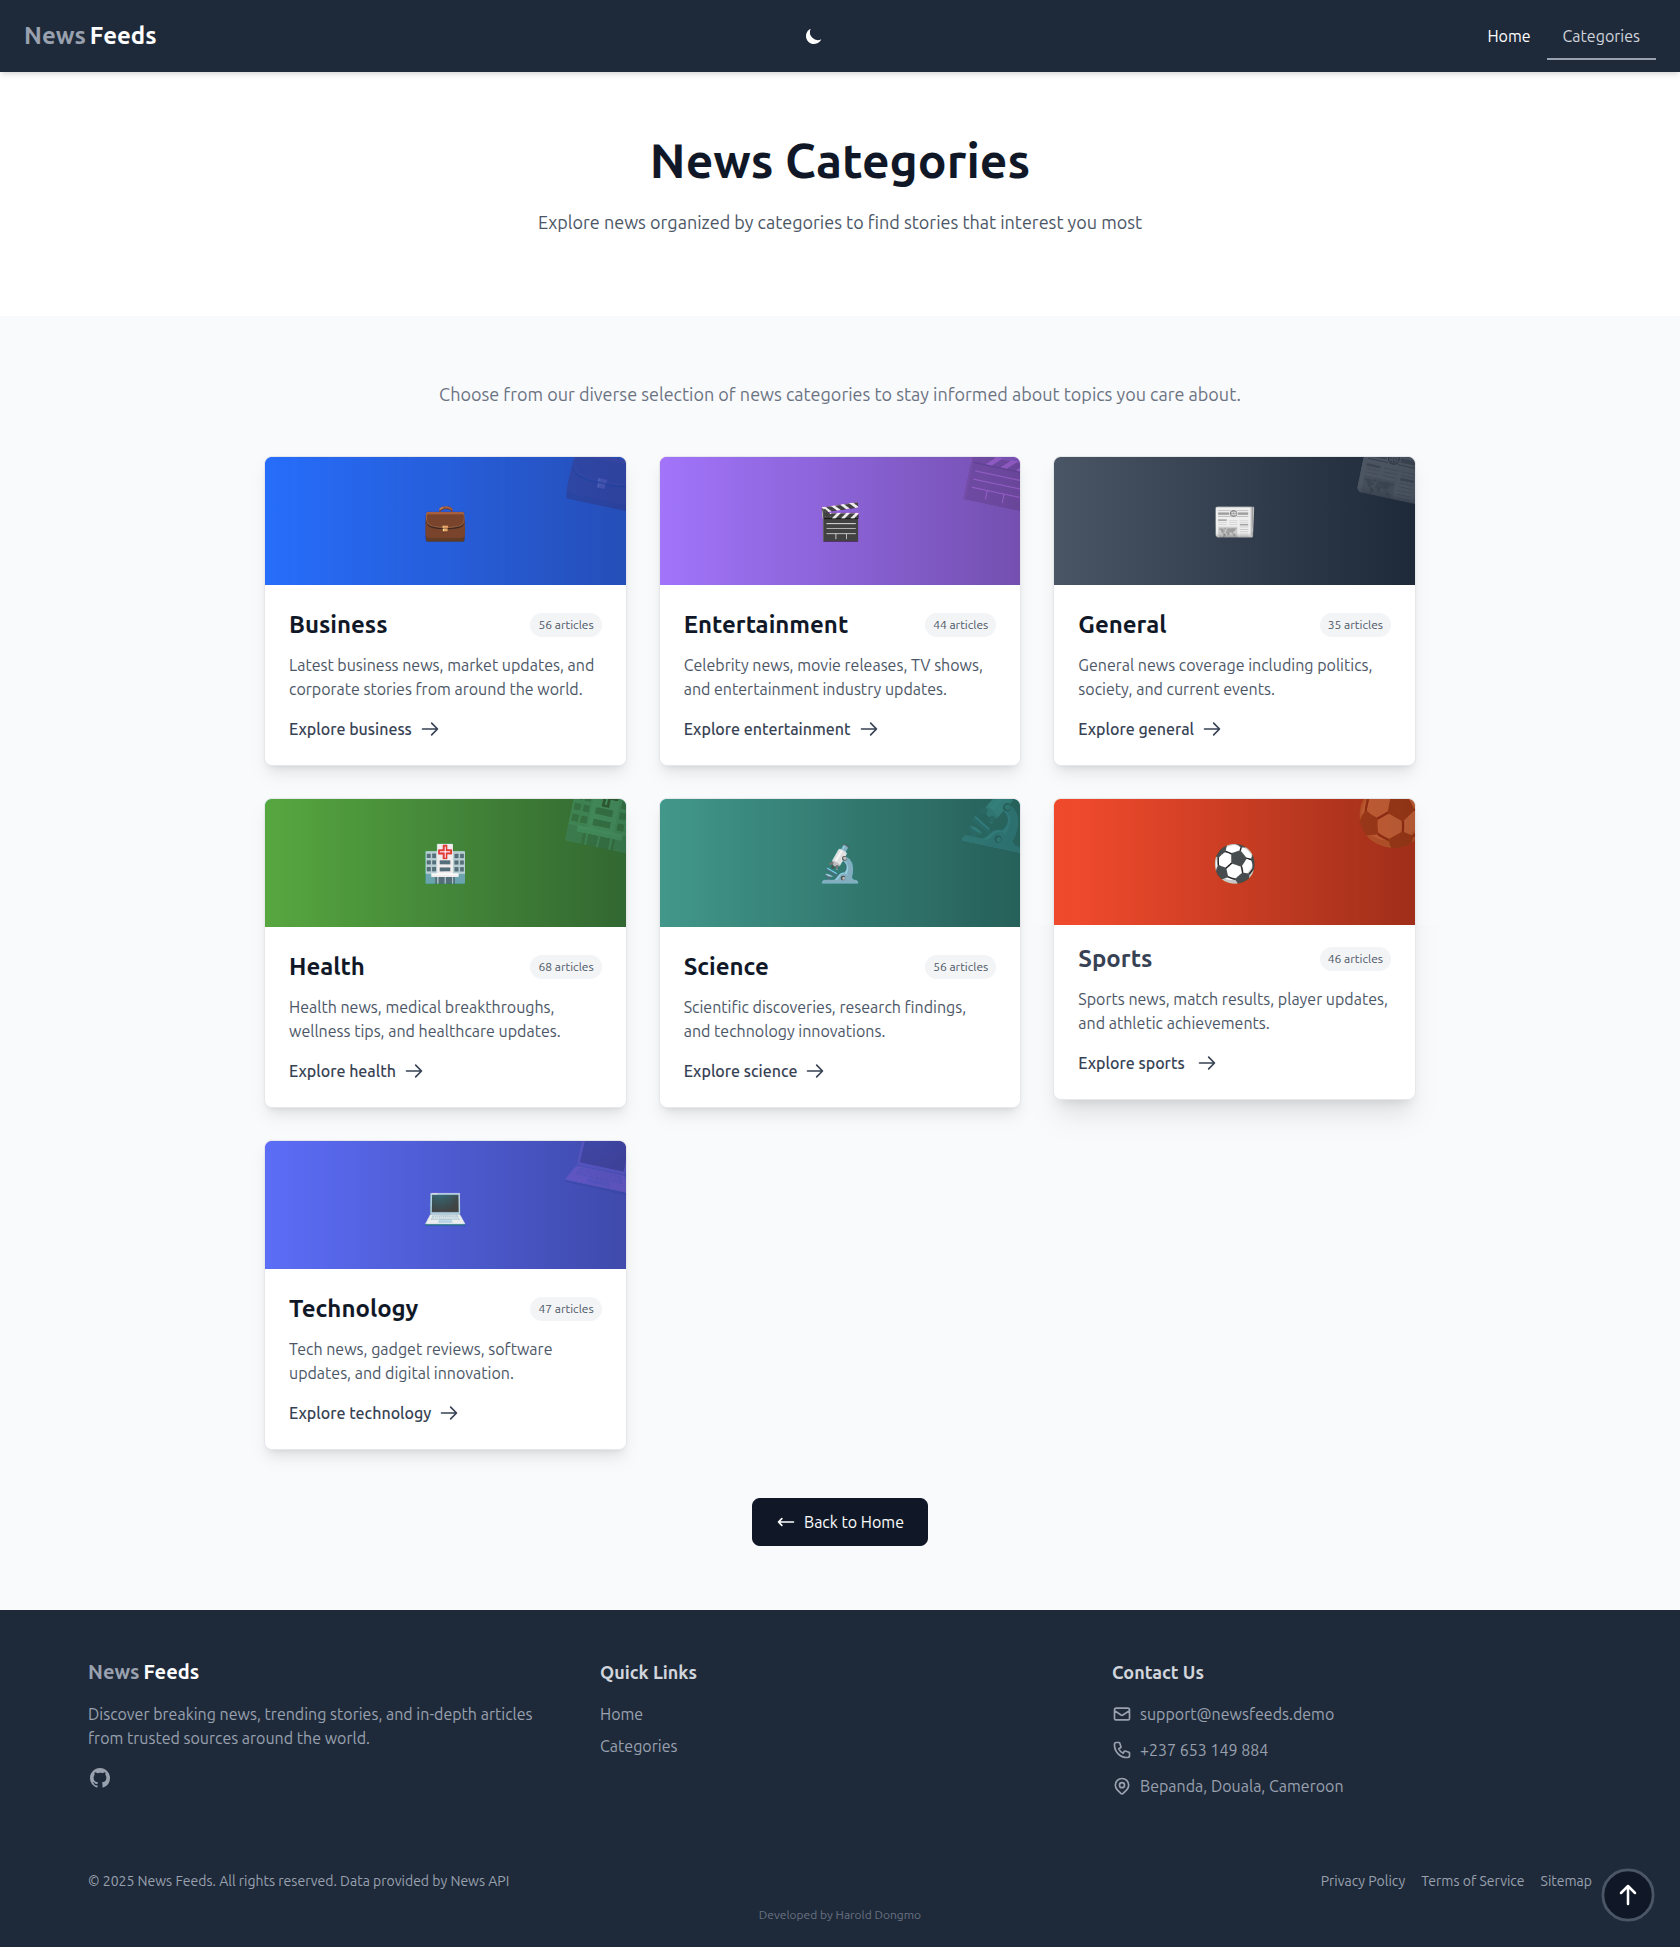 News Feeds
Home
Categories
News Categories
Explore news organized by categories to find stories that interest you most
Choose from our diverse selection of news categories to stay informed about topics you care about.
Business
56 articles
Latest business news, market updates, and
corporate stories from around the world.
Explore business
Entertainment
44 articles
Celebrity news, movie releases, TV shows,
and entertainment industry updates.
Explore entertainment
General
35 articles
General news coverage including politics,
society, and current events.
Explore general
Health
68 articles
Health news, medical breakthroughs,
wellness tips, and healthcare updates.
Explore health
Science
56 articles
Scientific discoveries, research findings,
and technology innovations.
Explore science
Sports
46 articles
Sports news, match results, player updates,
and athletic achievements.
Explore sports
Technology
47 articles
Tech news, gadget reviews, software
updates, and digital innovation.
Explore technology
Back to Home
News Feeds
Discover breaking news, trending stories, and in-depth articles
from trusted sources around the world.
Quick Links
Home
Categories
Contact Us
support@newsfeeds.demo
+237 653 149 884
Bepanda, Douala, Cameroon
© 2025 News Feeds. All rights reserved. Data provided by News API
Privacy Policy
Terms of Service
Sitemap
Developed by Harold Dongmo